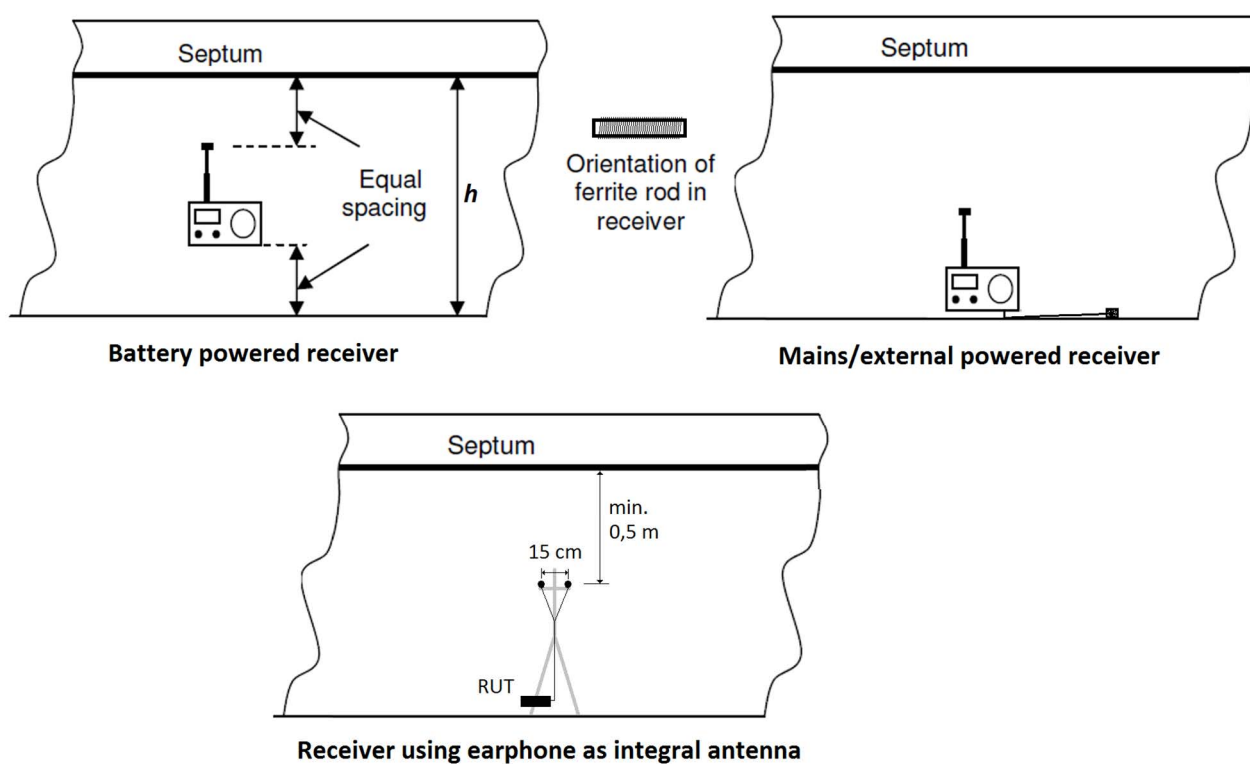 Septum
Equal
spacing
h
Battery powered receiver
Orientation of
ferrite rod in
receiver
Septum
Mains/external powered receiver
Septum
min.
0,5 m
15 cm
RUT
Receiver using earphone as integral antenna